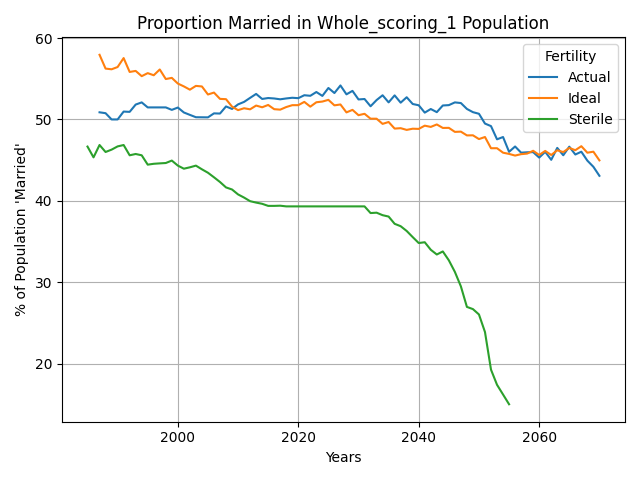 Proportion Married in Whole_scoring_1 Population
60
50
40
30
20
% of Population 'Married'
Fertility
Actual
Ideal
Sterile
2000
2020
2040
2060
Years